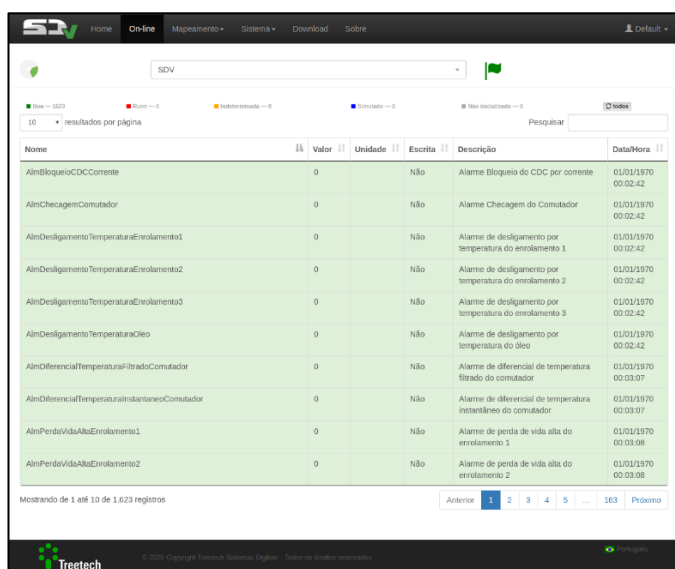 SDV Home On-line Mapeamento Sistema Download Sobre Default
SDV
Boa — 1623 Ruim — 0 Indeterminada — 0 Simulado — 0 Não inicializado — 0 todos
10 resultados por página Pesquisar
Nome Valor Unidade Escrita Descrição Data/Hora
AlmBloqueioCDCCorrente 0 Não Alarme Bloqueio do CDC por corrente 01/01/1970
00:02:42
AlmChecagemComutador 0 Não Alarme Checagem do Comutador 01/01/1970
00:02:42
AlmDesligamentoTemperaturaEnrolamento1 0 Não Alarme de desligamento por 01/01/1970
temperatura do enrolamento 1 00:02:42
AlmDesligamentoTemperaturaEnrolamento2 0 Não Alarme de desligamento por 01/01/1970
temperatura do enrolamento 2 00:02:42
AlmDesligamentoTemperaturaEnrolamento3 0 Não Alarme de desligamento por 01/01/1970
temperatura do enrolamento 3 00:02:42
AlmDesligamentoTemperaturaOleo 0 Não Alarme de desligamento por 01/01/1970
temperatura do óleo 00:02:42
AlmDiferencialTemperaturaFiltradoComutador 0 Não Alarme de diferencial de temperatura 01/01/1970
filtrado do comutador 00:03:07
AlmDiferencialTemperaturaInstantaneoComutador 0 Não Alarme de diferencial de temperatura 01/01/1970
instantâneo do comutador 00:03:07
AlmPerdaVidaAltaEnrolamento1 0 Não Alarme de perda de vida alta do 01/01/1970
enrolamento 1 00:03:08
AlmPerdaVidaAltaEnrolamento2 0 Não Alarme de perda de vida alta do 01/01/1970
enrolamento 2 00:03:08
Mostrando de 1 até 10 de 1.623 registros Anterior 1 2 3 4 5 ... 163 Próximo
Treetech © 2020 Copyright Treetech Sistemas Digitais - Todos os direitos reservados. Português